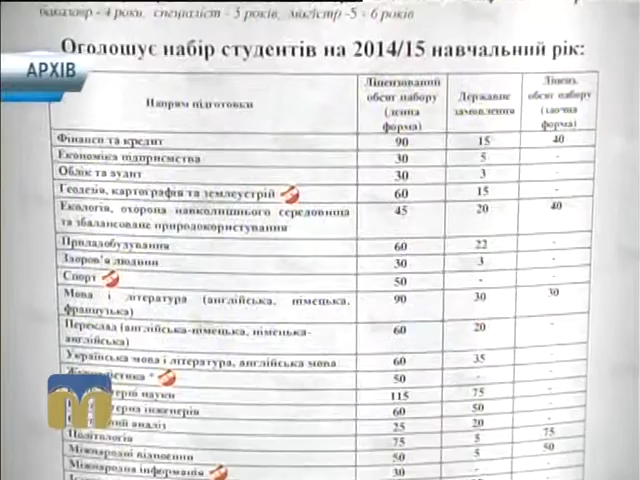 бакалавр - 4 роки, спеціаліст - 5 років, магістр -5 - 6 років
Оголошує набір студентів на 2014/15 навчальний рік:
АРХІВ
Напрям підготовки
Ліцензований обсяг набору (денна форма)
Державне замовлення
Ліценз. обсяг набору (заочна форма)
Фінанси та кредит 90 15 40
Економіка підприємства 30 5 -
Облік та аудит 30 3 -
Геодезія, картографія та землеустрій 60 15 -
Екологія, охорона навколишнього середовища 45 20 40
та збалансоване природокористування
Приладобудування 60 22 -
Здоров'я людини 30 3 -
Спорт 50 - -
Мова і література (англійська, німецька, 90 30 30
французька)
Переклад (англійська-німецька, німецька- 60 20 -
англійська)
Українська мова і література, англійська мова 60 35 -
50 - -
науки 115 75 -
інженерія 60 50 -
аналіз 25 20 -
Політологія 75 5 75
Міжнародні відносини 50 5 50
Міжнародна інформація 30 - -